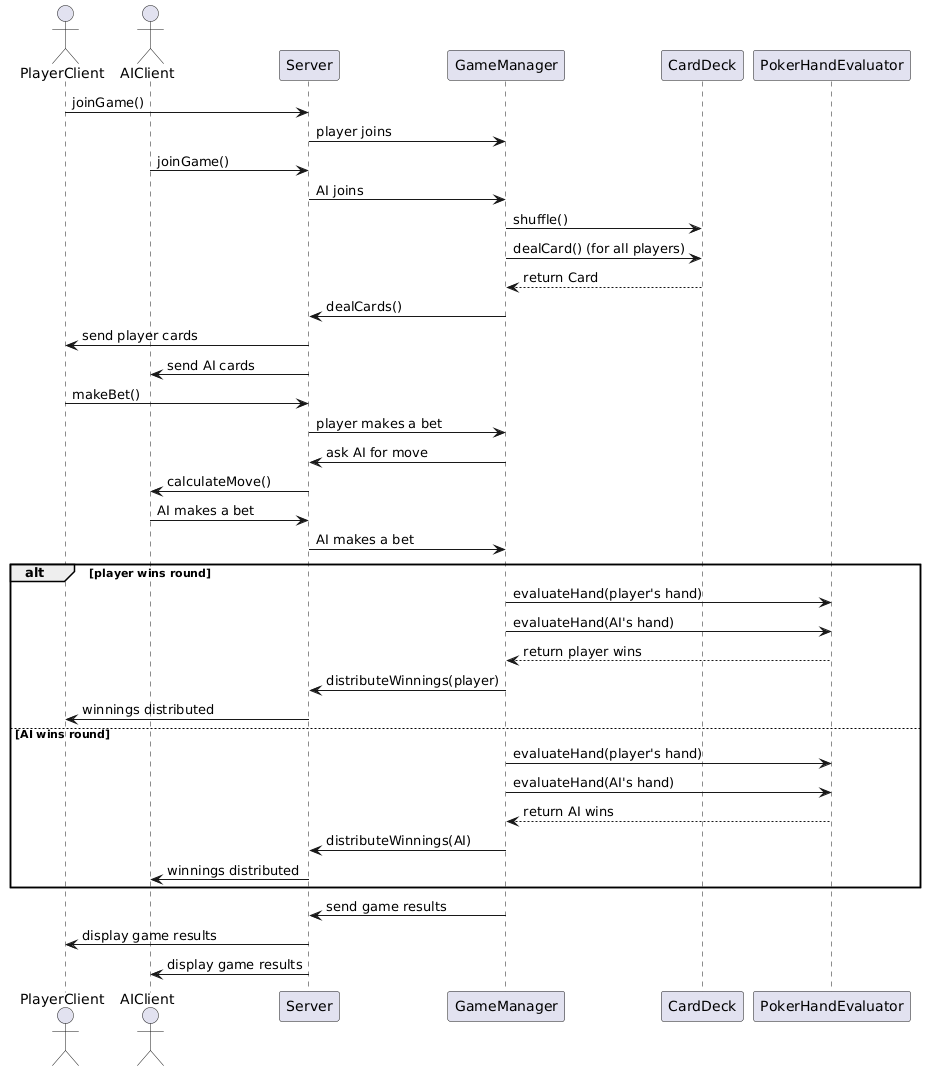 PlayerClient AIClient Server GameManager CardDeck PokerHandEvaluator
joinGame()
player joins
joinGame()
AI joins
shuffle()
dealCard() (for all players)
return Card
dealCards()
send player cards
send AI cards
makeBet()
player makes a bet
ask AI for move
calculateMove()
AI makes a bet
AI makes a bet
alt [player wins round]
evaluateHand(player's hand)
evaluateHand(AI's hand)
return player wins
distributeWinnings(player)
winnings distributed
[AI wins round]
evaluateHand(player's hand)
evaluateHand(AI's hand)
return AI wins
distributeWinnings(AI)
winnings distributed
send game results
display game results
display game results
PlayerClient AIClient Server GameManager CardDeck PokerHandEvaluator